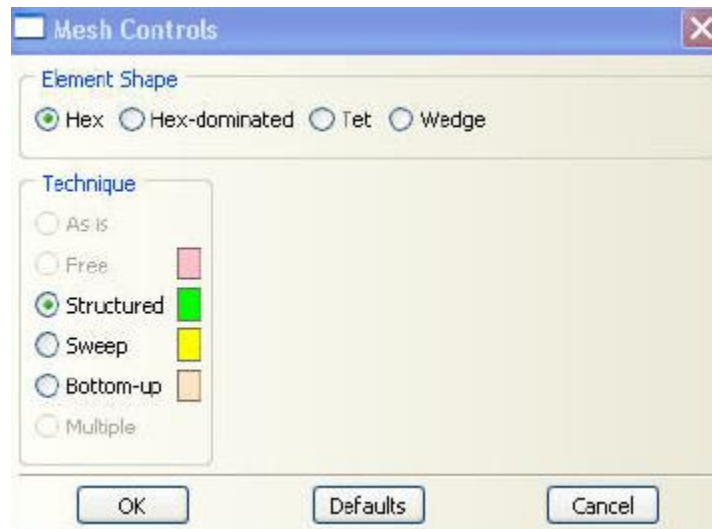 Mesh Controls
Element Shape
Hex Hex-dominated Tet Wedge
Technique
As is
Free
Structured
Sweep
Bottom-up
Multiple
OK Defaults Cancel